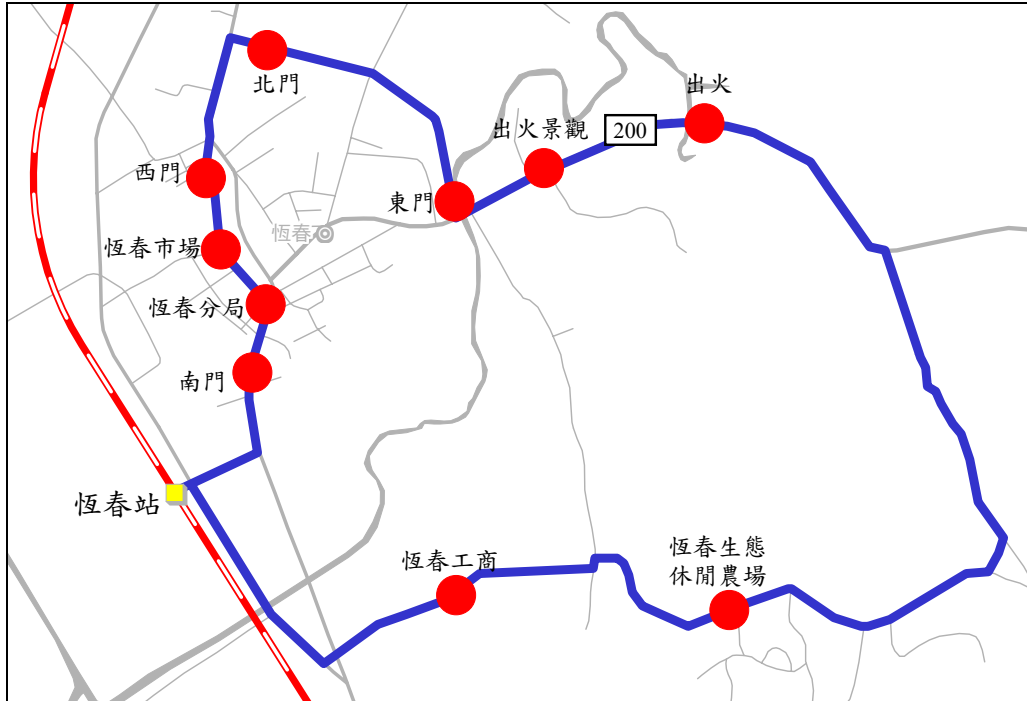 北門
出火
出火景觀
200
西門
東門
恆春市場
恆春
恆春分局
南門
恆春站
恆春工商
恆春生態
休閒農場